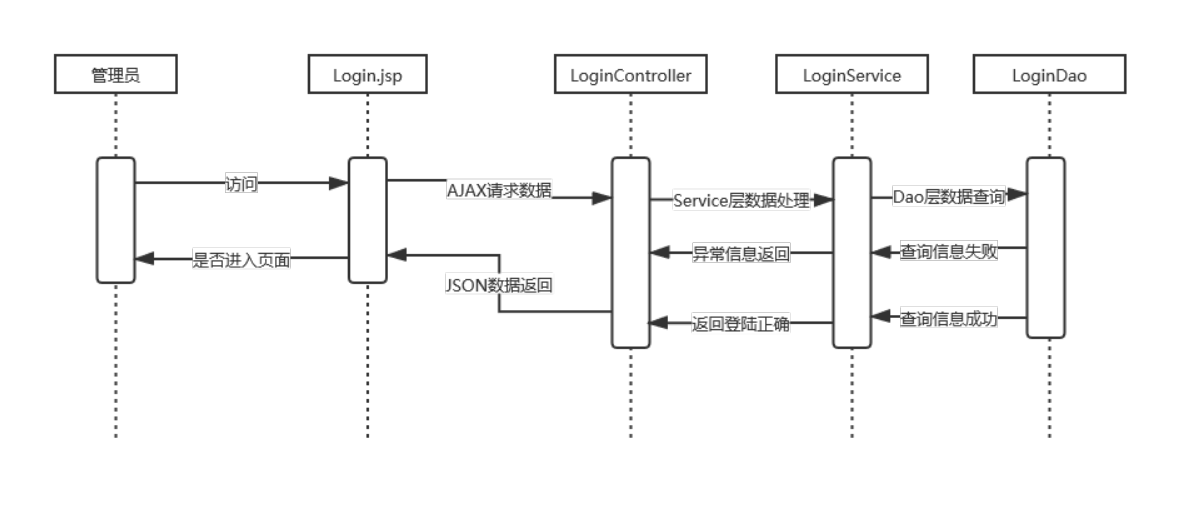 管理员
Login.jsp
LoginController
LoginService
LoginDao
访问
AJAX请求数据
Service层数据处理
Dao层数据查询
是否进入页面
JSON数据返回
异常信息返回
查询信息失败
返回登陆正确
查询信息成功